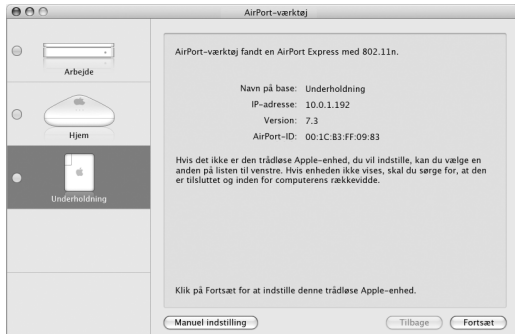 AirPort-værktøj
Arbejde
Hjem
Underholdning
AirPort-værktøj fandt en AirPort Express med 802.11n.
Navn på base: Underholdning
IP-adresse: 10.0.1.192
Version: 7.3
AirPort-ID: 00:1C:B3:FF:09:83
Hvis det ikke er den trådløse Apple-enhed, du vil indstille, kan du vælge en
anden på listen til venstre. Hvis enheden ikke vises, skal du sørge for, at den
er tilsluttet og inden for computerens rækkevidde.
Klik på Fortsæt for at indstille denne trådløse Apple-enhed.
Manuel indstilling
Tilbage
Fortsæt